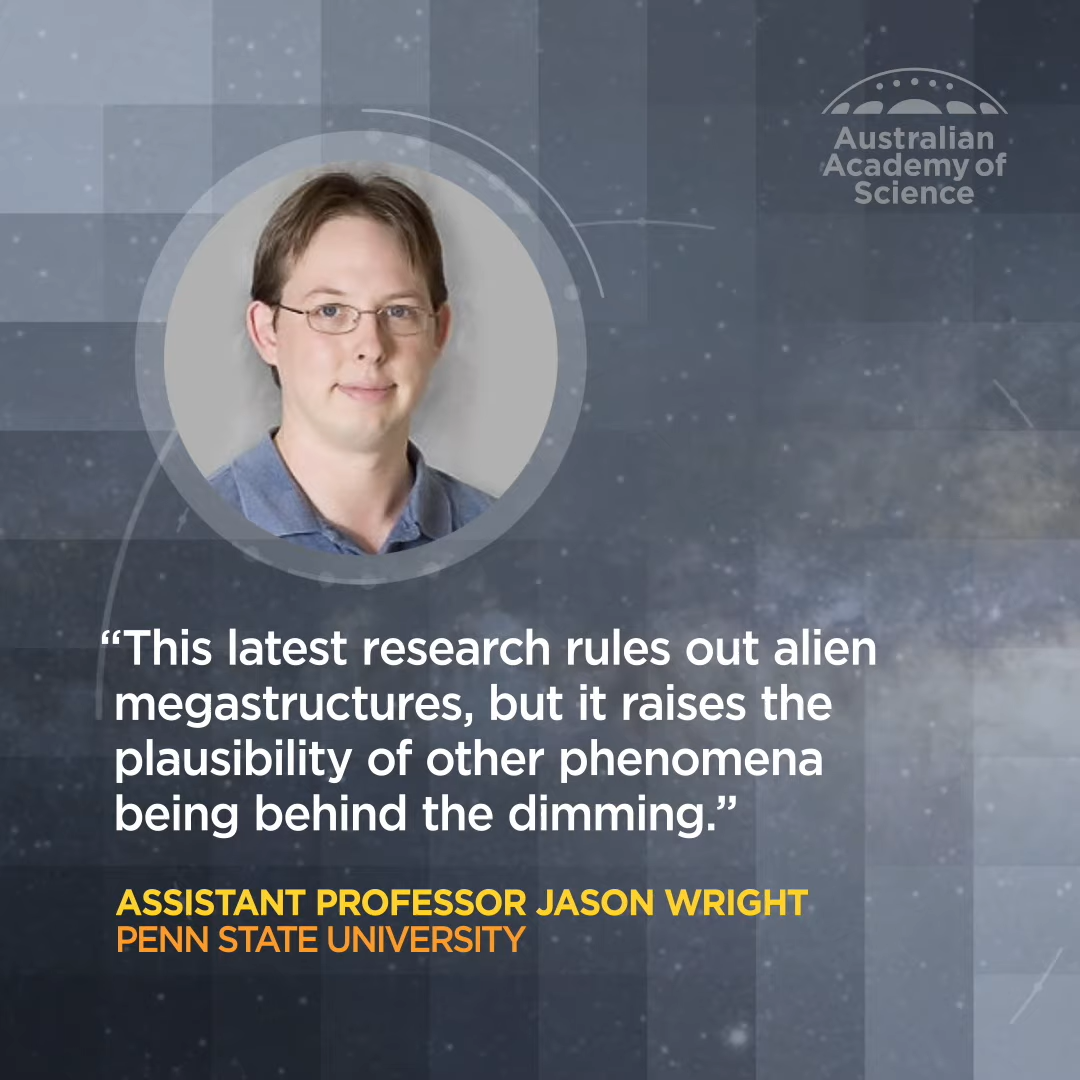 Australian
Academy of
Science
“This latest research rules out alien
megastructures, but it raises the
plausibility of other phenomena
being behind the dimming.”
ASSISTANT PROFESSOR JASON WRIGHT
PENN STATE UNIVERSITY